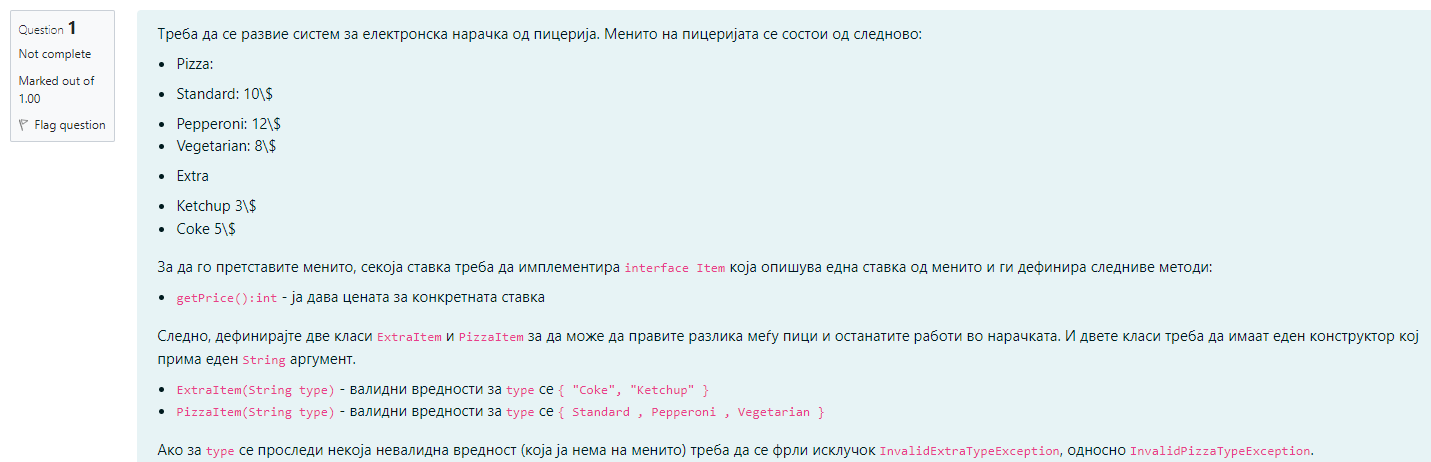 Question 1
Not complete
Marked out of
1.00
Flag question
Треба да се развие систем за електронска нарачка од пицерија. Менито на пицеријата се состои од следново:
• Pizza:
• Standard: 10\$
• Pepperoni: 12\$
• Vegetarian: 8\$
• Extra
• Ketchup 3\$
• Coke 5\$
За да го претставите менито, секоја ставка треба да имплементира interface Item која опишува една ставка од менито и ги дефинира следниве методи:
• getPrice():int - ја дава цената за конкретната ставка
Следно, дефинирајте две класи ExtraItem и PizzaItem за да може да правите разлика меѓу пици и останатите работи во нарачката. И двете класи треба да имаат еден конструктор кој
прима еден String аргумент.
• ExtraItem(String type) - валидни вредности за type се { "Coke", "Ketchup" }
• PizzaItem(String type) - валидни вредности за type се { Standard , Pepperoni , Vegetarian }
Ако за type се проследи некоја невалидна вредност (која ја нема на менито) треба да се фрли исклучок InvalidExtraTypeException, односно InvalidPizzaTypeException.